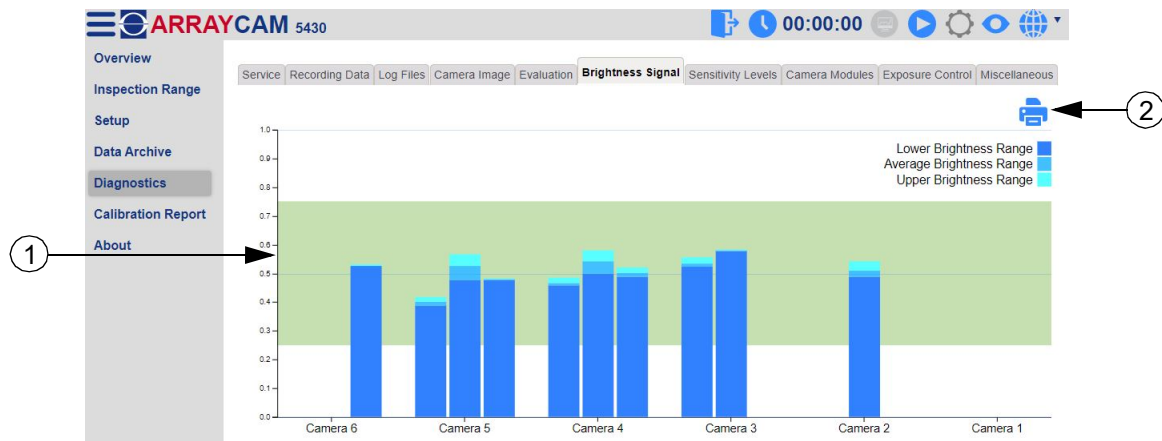 ARRAYCAM 5430
00:00:00
Overview
Inspection Range
Setup
Data Archive
Diagnostics
Calibration Report
About
Service Recording Data Log Files Camera Image Evaluation Brightness Signal Sensitivity Levels Camera Modules Exposure Control Miscellaneous
2
Lower Brightness Range
Average Brightness Range
Upper Brightness Range
1
1.0
0.9
0.8
0.7
0.6
0.5
0.4
0.3
0.2
0.1
0.0
Camera 6 Camera 5 Camera 4 Camera 3 Camera 2 Camera 1